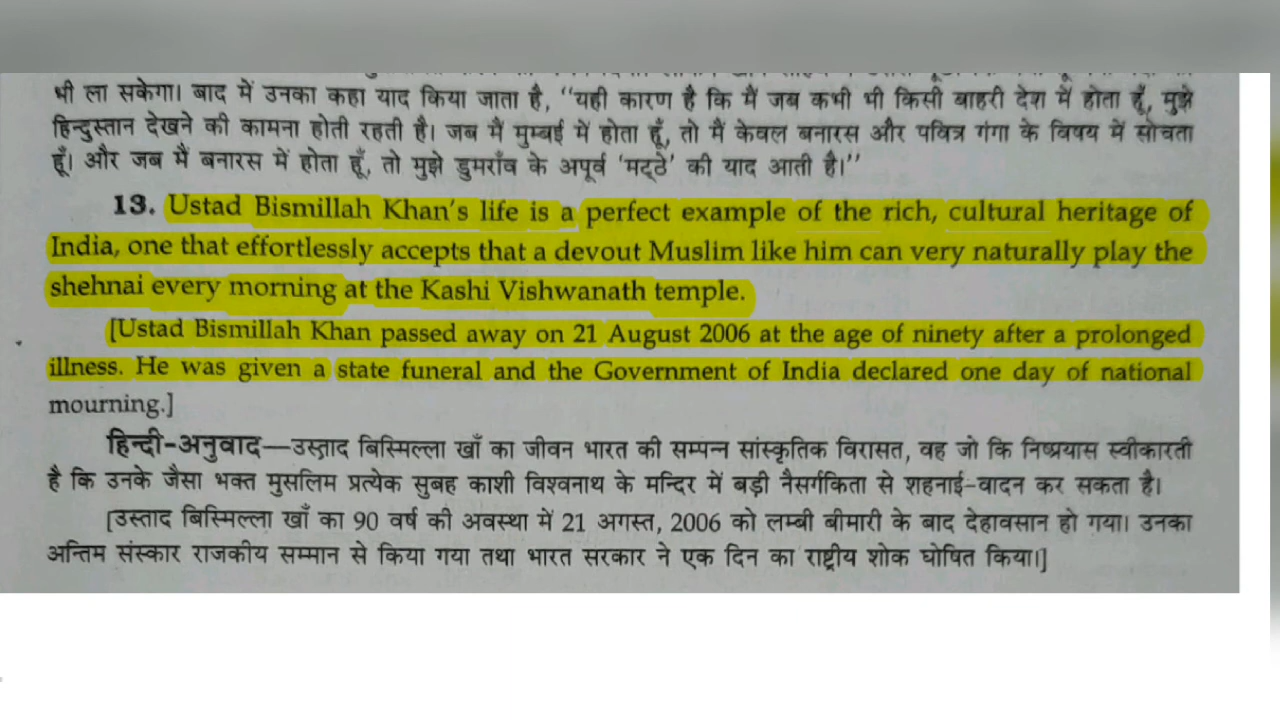 भी ला सकेगा। बाद में उनका कहा याद किया जाता है, “यही कारण है कि मैं जब कभी भी किसी बाहरी देश में होता हूँ, मुझे
हिन्दुस्तान देखने की कामना होती रहती है। जब मैं मुम्बई में होता हूँ, तो मैं केवल बनारस और पवित्र गंगा के विषय में सोचता
हूँ। और जब मैं बनारस में होता हूँ, तो मुझे डुमराँव के अपूर्व ‘मट्ठे’ की याद आती है।”
13. Ustad Bismillah Khan's life is a perfect example of the rich, cultural heritage of
India, one that effortlessly accepts that a devout Muslim like him can very naturally play the
shehnai every morning at the Kashi Vishwanath temple.
[Ustad Bismillah Khan passed away on 21 August 2006 at the age of ninety after a prolonged
illness. He was given a state funeral and the Government of India declared one day of national
mourning.]
हिन्दी-अनुवाद—उस्ताद बिस्मिल्ला खाँ का जीवन भारत की सम्पन्न सांस्कृतिक विरासत, वह जो कि निष्प्रयास स्वीकारती
है कि उनके जैसा भक्त मुसलिम प्रत्येक सुबह काशी विश्वनाथ के मन्दिर में बड़ी नैसर्गिकता से शहनाई-वादन कर सकता है।
[उस्ताद बिस्मिल्ला खाँ का 90 वर्ष की अवस्था में 21 अगस्त, 2006 को लम्बी बीमारी के बाद देहावसान हो गया। उनका
अन्तिम संस्कार राजकीय सम्मान से किया गया तथा भारत सरकार ने एक दिन का राष्ट्रीय शोक घोषित किया।]